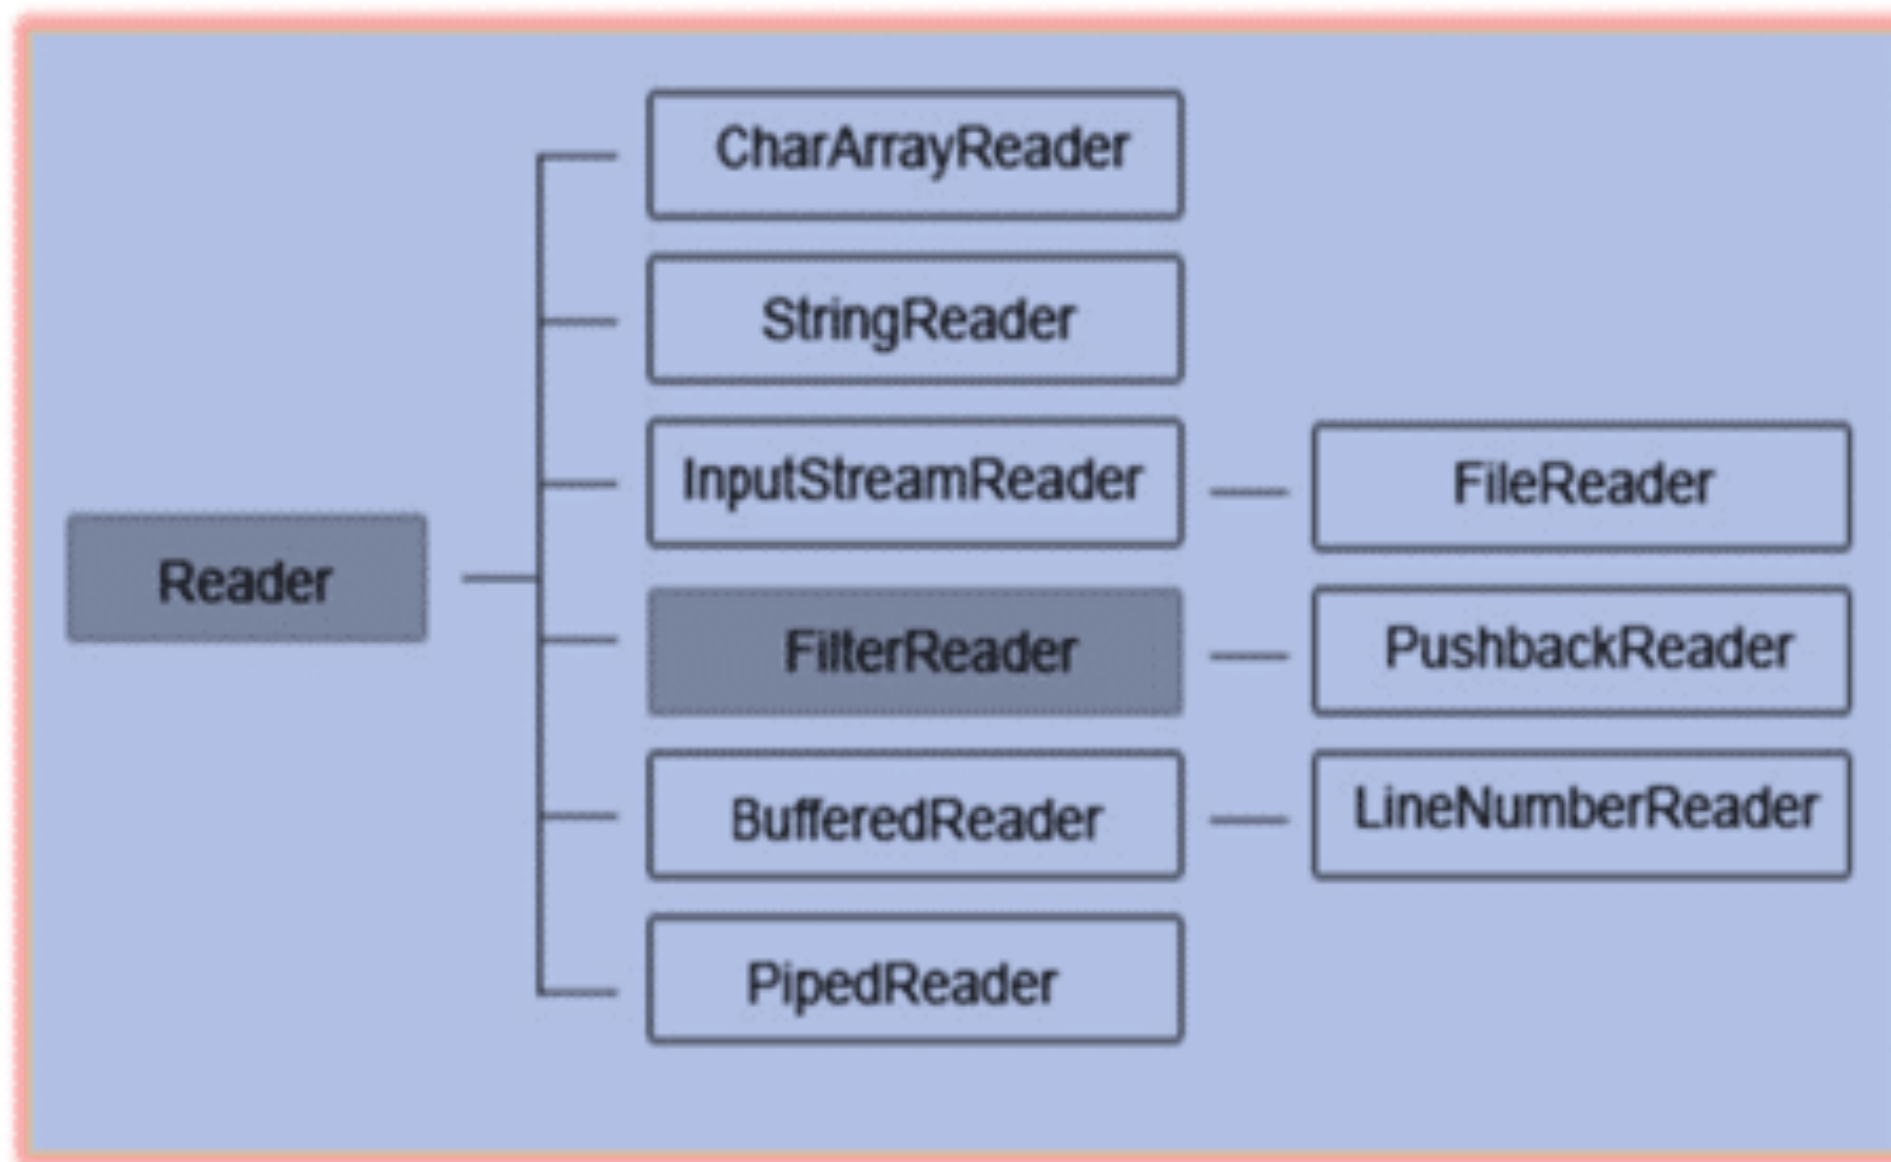 CharArrayReader
StringReader
InputStreamReader
FileReader
Reader
FilterReader
PushbackReader
BufferedReader
LineNumberReader
PipedReader